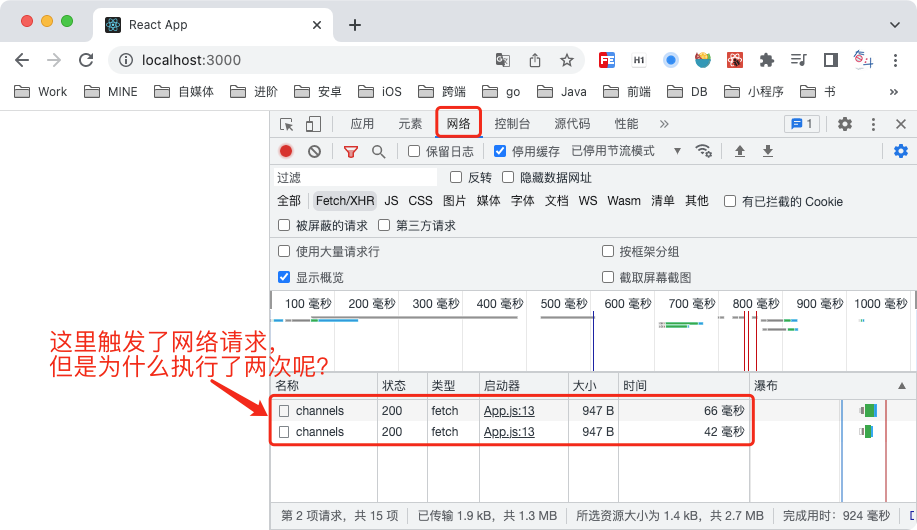 React App
localhost:3000
FE
H1
Work
MINE
自媒体
进阶
安卓
iOS
跨端
go
Java
前端
DB
小程序
书
»
应用
元素
网络
控制台
源代码
性能
»
1
保留日志
停用缓存
已停用节流模式
过滤
反转
隐藏数据网址
全部
Fetch/XHR
JS
CSS
图片
媒体
字体
文档
WS
Wasm
清单
其他
有已拦截的 Cookie
被屏蔽的请求
第三方请求
使用大量请求行
按框架分组
显示概览
截取屏幕截图
100 毫秒
200 毫秒
300 毫秒
400 毫秒
500 毫秒
600 毫秒
700 毫秒
800 毫秒
900 毫秒
1000 毫秒
这里触发了网络请求，
但是为什么执行了两次呢？
名称 状态 类型 启动器 大小 时间 瀑布
channels 200 fetch App.js:13 947 B 66 毫秒
channels 200 fetch App.js:13 947 B 42 毫秒
第 2 项请求，共 15 项
已传输 1.9 kB，共 1.3 MB
所选资源大小为 1.4 kB，共 2.7 MB
完成用时：924 毫秒